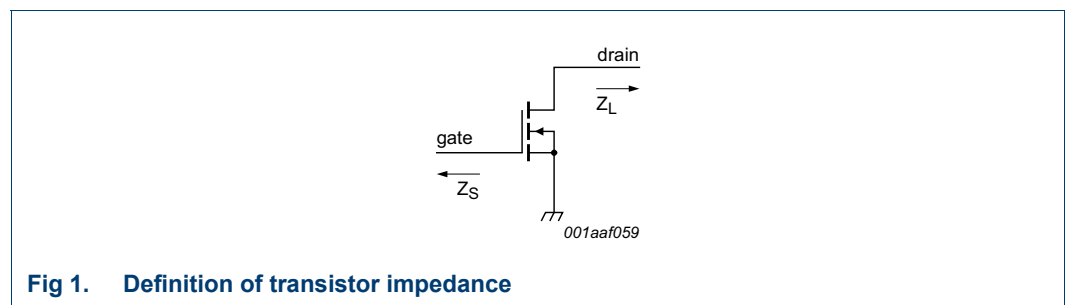 drain
Z_L
gate
Z_S
001aaf059
Fig 1. Definition of transistor impedance